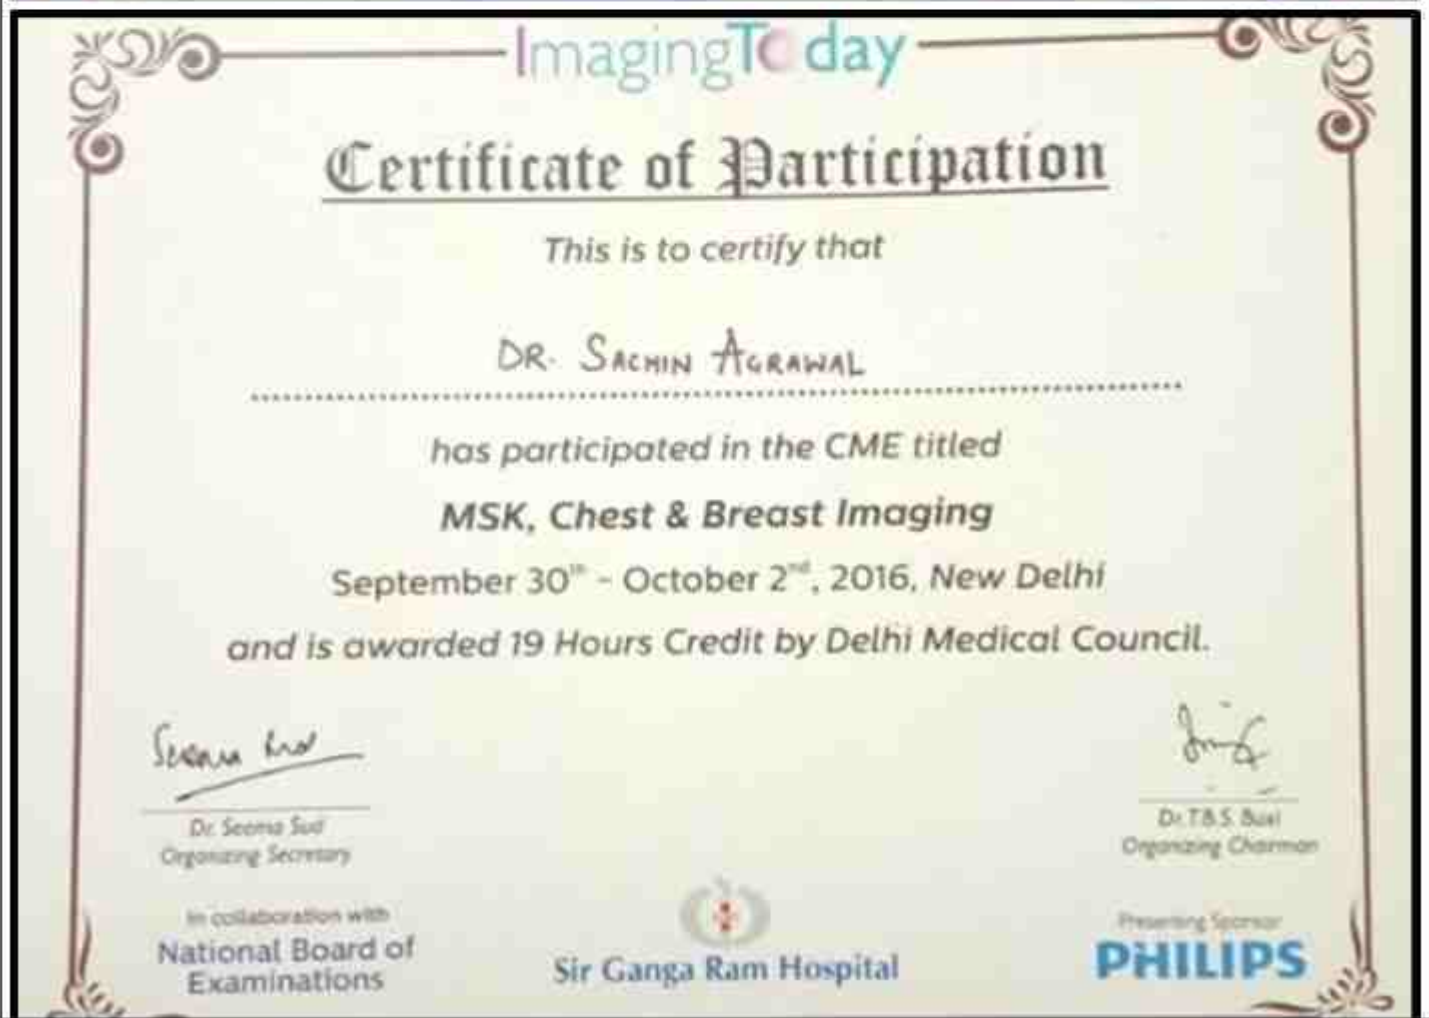 ImagingToday
Certificate of Participation
This is to certify that
DR. SACHIN AGRAWAL
has participated in the CME titled
MSK, Chest & Breast Imaging
September 30th - October 2nd, 2016, New Delhi
and is awarded 19 Hours Credit by Delhi Medical Council.
Seema Sud
Dr. Seema Sud
Organizing Secretary
Dr. T.B.S. Buxi
Organizing Chairman
In collaboration with
National Board of
Examinations
Sir Ganga Ram Hospital
Presenting Sponsor
PHILIPS